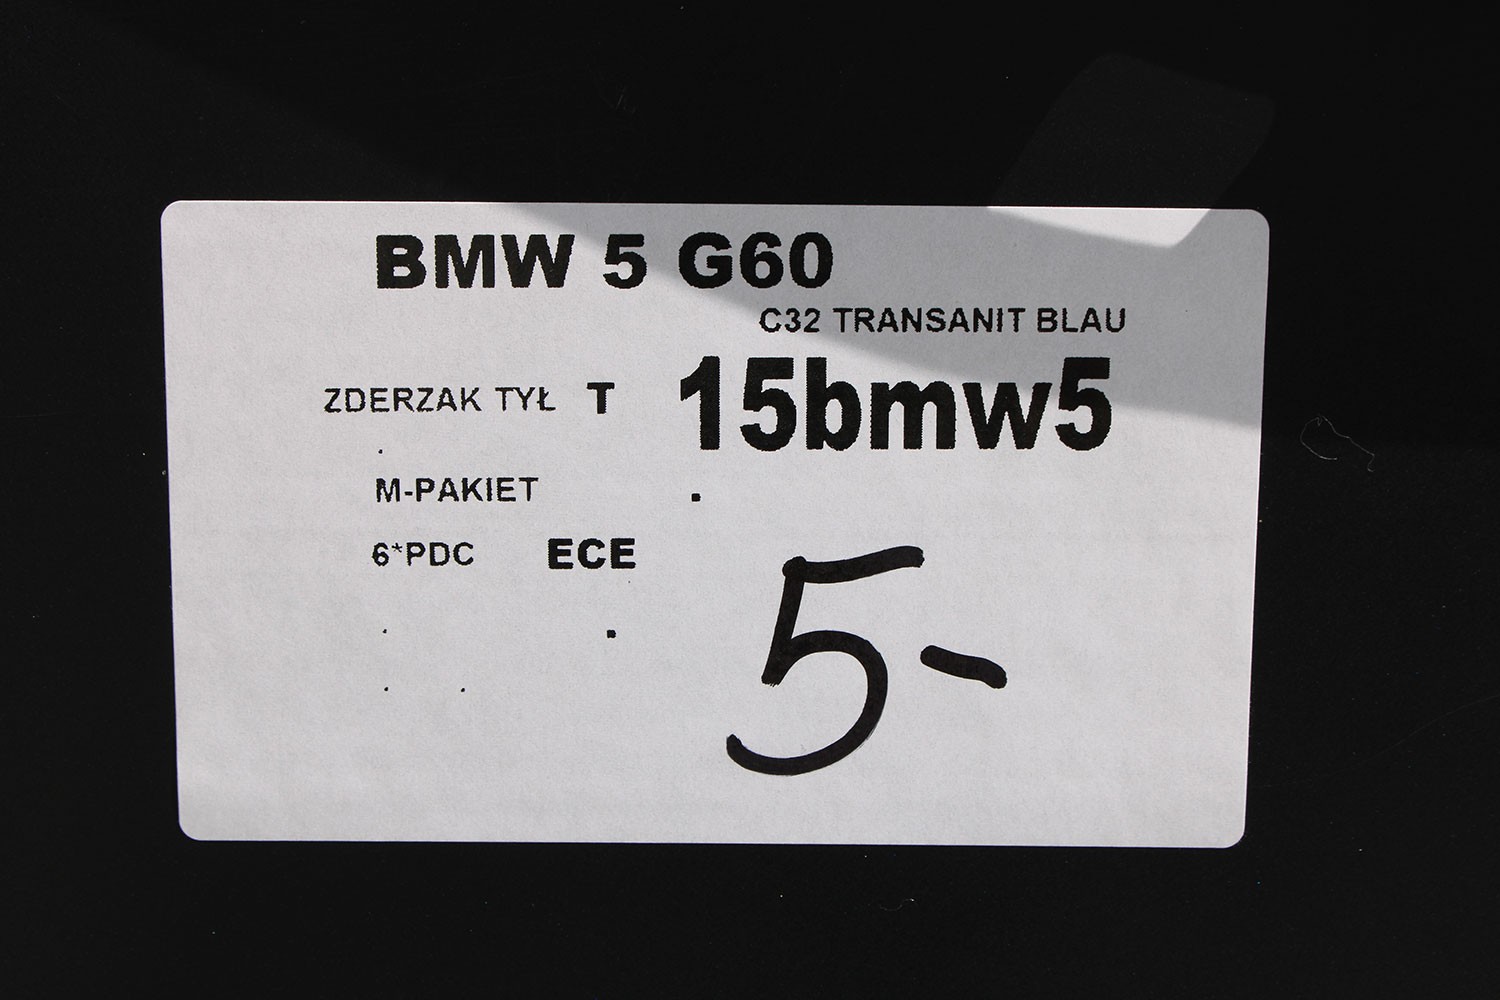 BMW 5 G60
C32 TRANSANIT BLAU
ZDERZAK TYŁ T 15bmw5
M-PAKIET
6*PDC ECE
5-